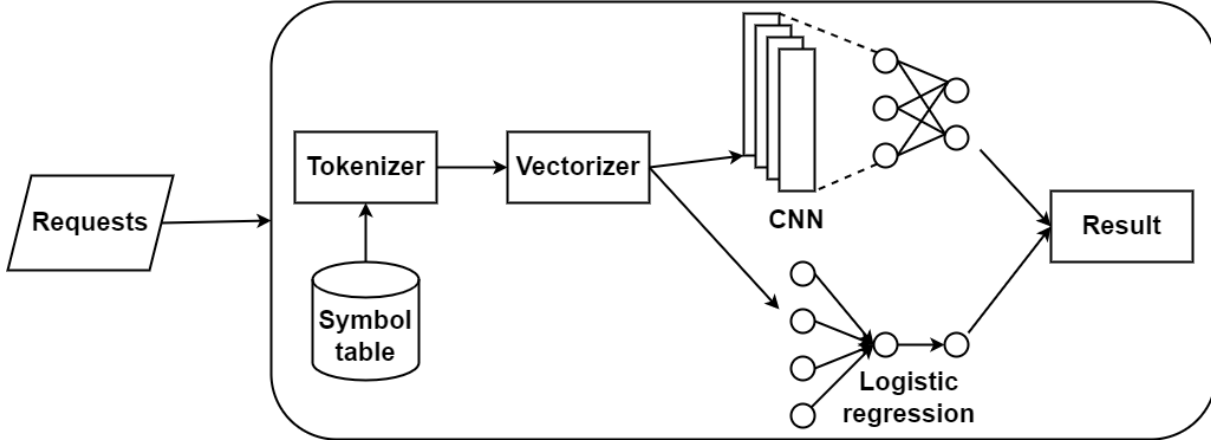 Requests
Tokenizer
Symbol
table
Vectorizer
CNN
Logistic
regression
Result